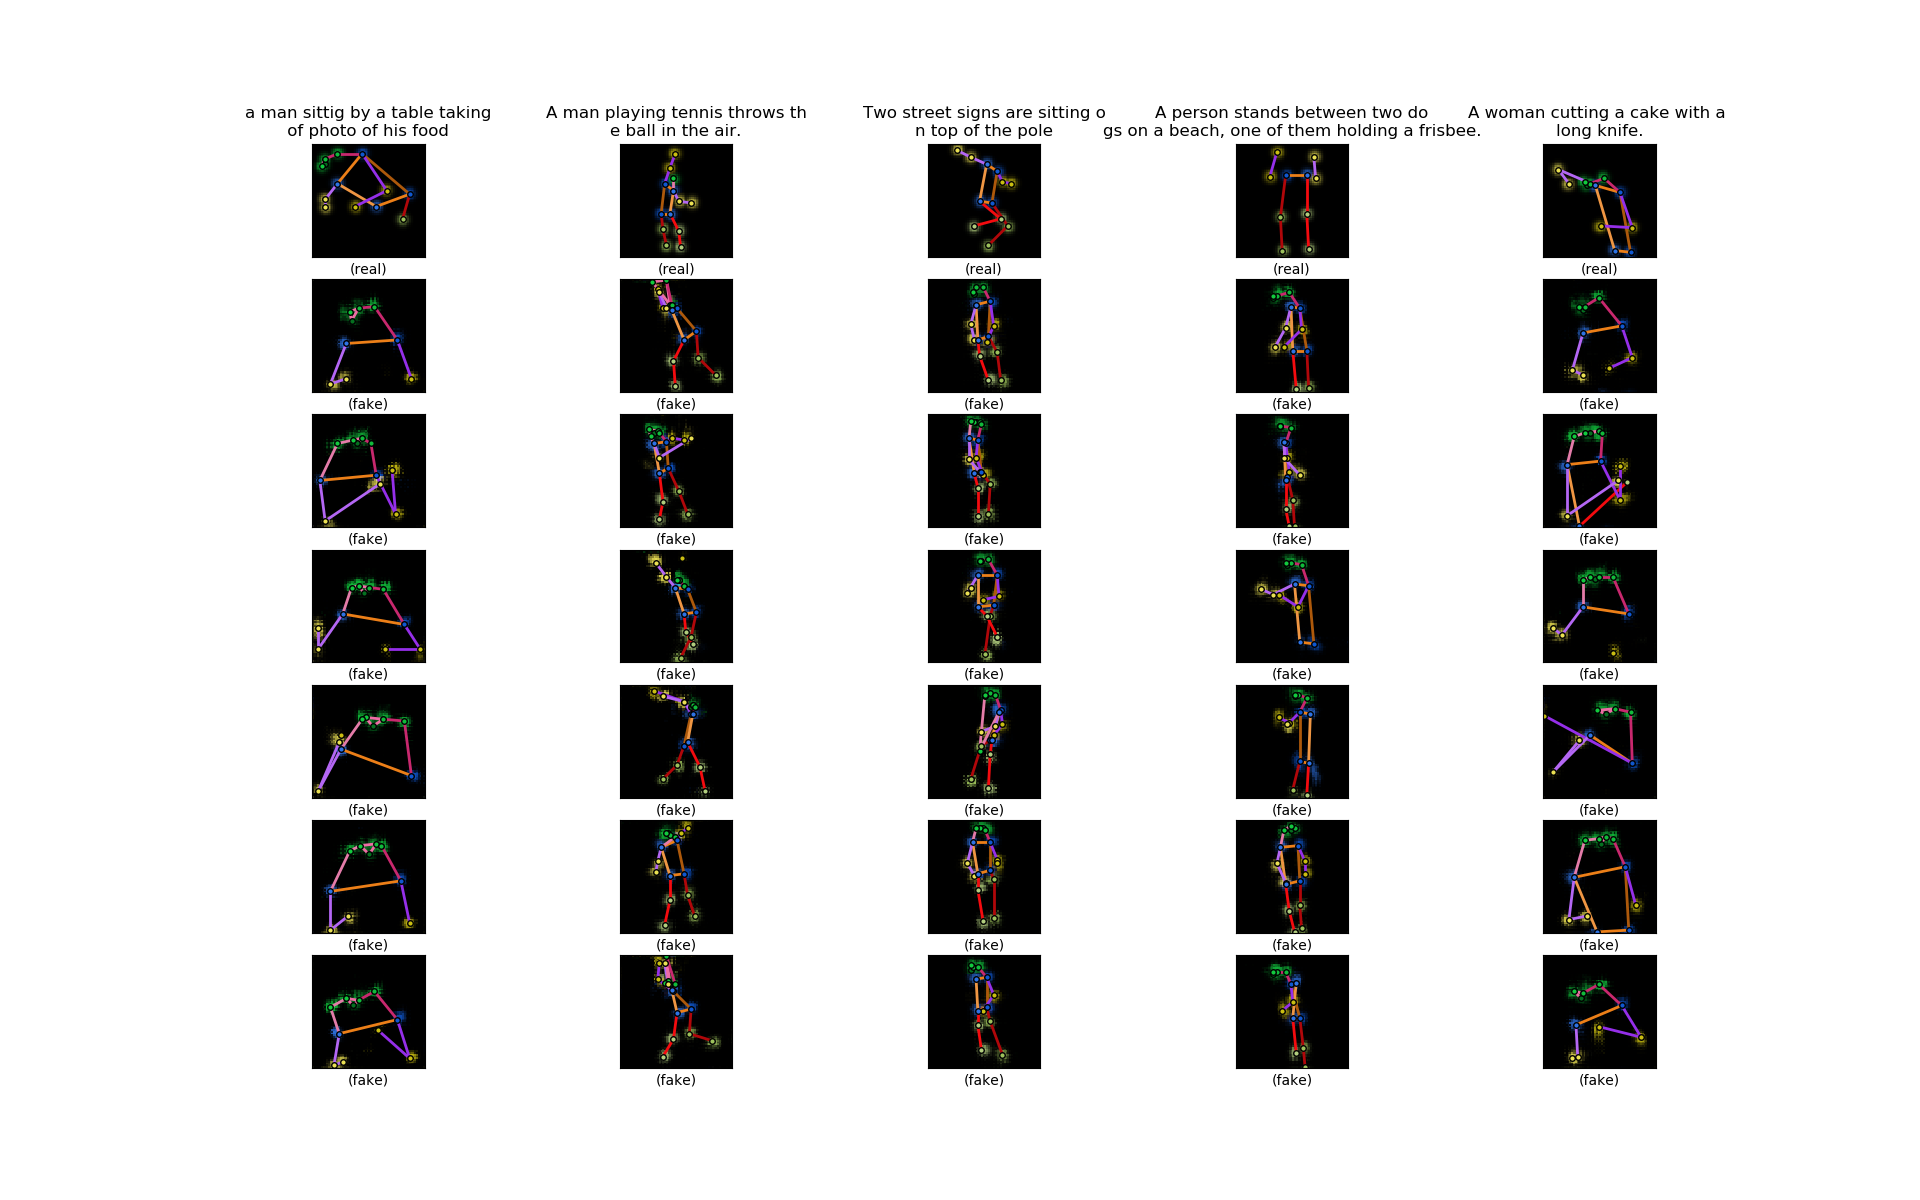 a man sittig by a table taking
of photo of his food
A man playing tennis throws th
e ball in the air.
Two street signs are sitting o
n top of the pole
A person stands between two do
gs on a beach, one of them holding a frisbee.
A woman cutting a cake with a
long knife.
(real) (real) (real) (real) (real)
(fake) (fake) (fake) (fake) (fake)
(fake) (fake) (fake) (fake) (fake)
(fake) (fake) (fake) (fake) (fake)
(fake) (fake) (fake) (fake) (fake)
(fake) (fake) (fake) (fake) (fake)
(fake) (fake) (fake) (fake) (fake)